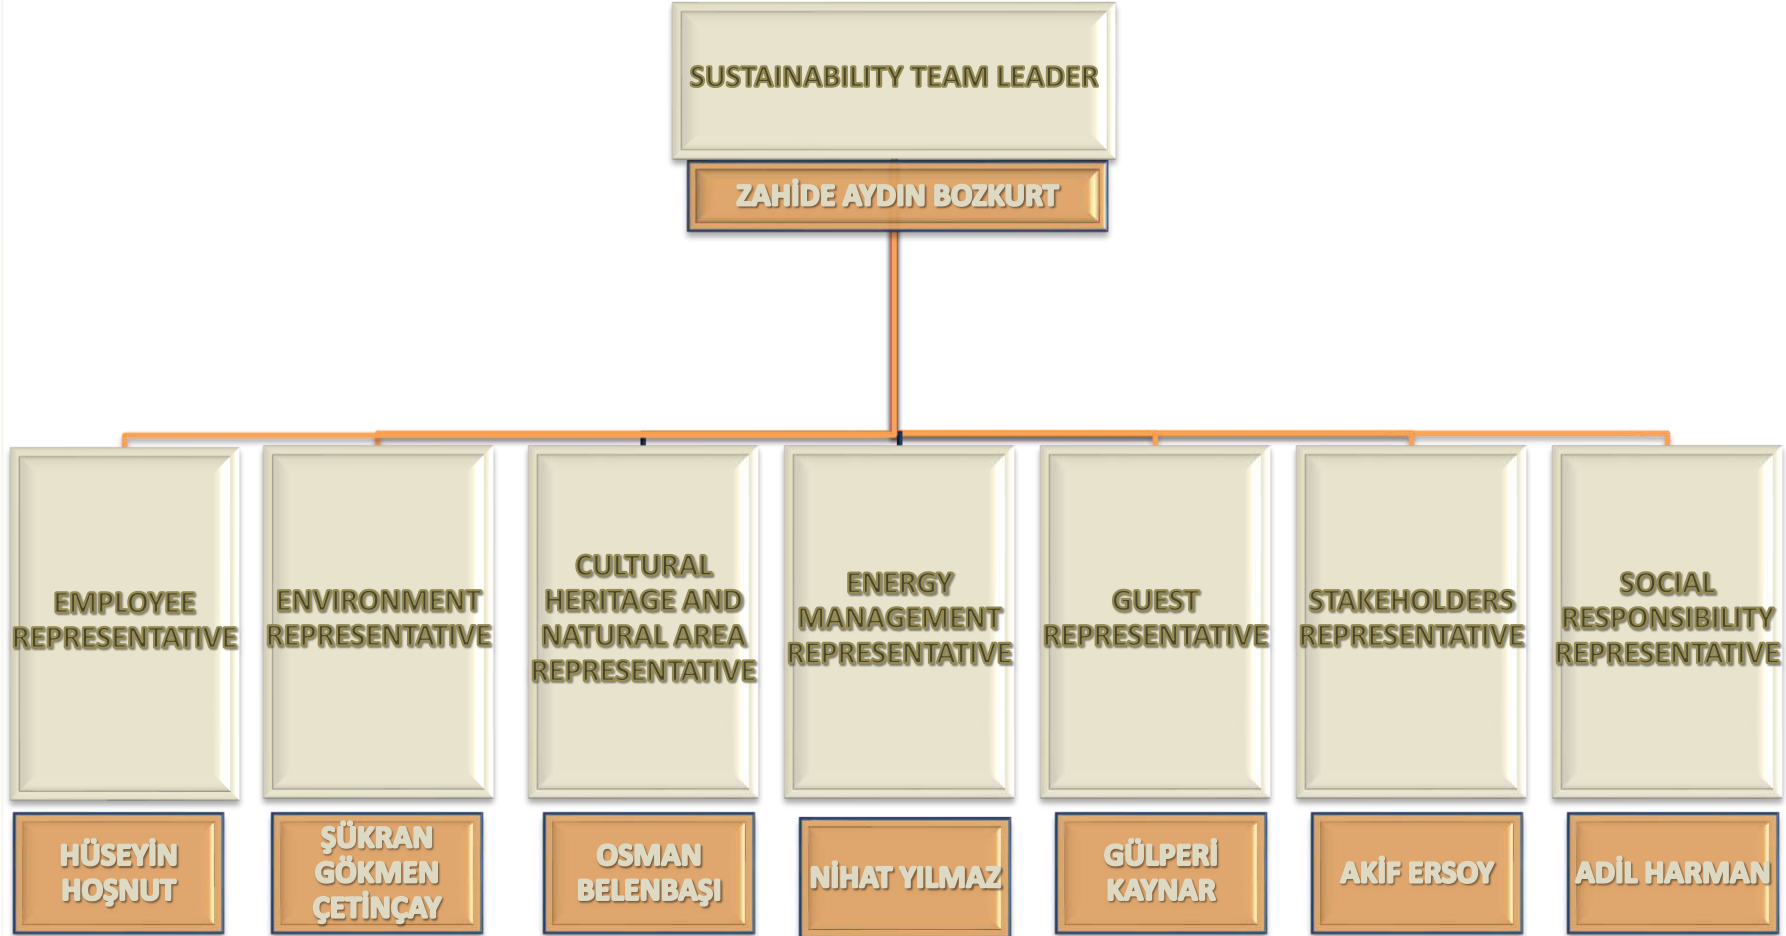 SUSTAINABILITY TEAM LEADER
ZAHİDE AYDIN BOZKURT
EMPLOYEE
REPRESENTATIVE
HÜSEYİN
HOŞNUT
ENVIRONMENT
REPRESENTATIVE
ŞÜKRAN
GÖKMEN
ÇETİNÇAY
CULTURAL
HERITAGE AND
NATURAL AREA
REPRESENTATIVE
OSMAN
BELENBAŞI
ENERGY
MANAGEMENT
REPRESENTATIVE
NİHAT YILMAZ
GUEST
REPRESENTATIVE
GÜLPERİ
KAYNAR
STAKEHOLDERS
REPRESENTATIVE
AKİF ERSOY
SOCIAL
RESPONSIBILITY
REPRESENTATIVE
ADİL HARMAN